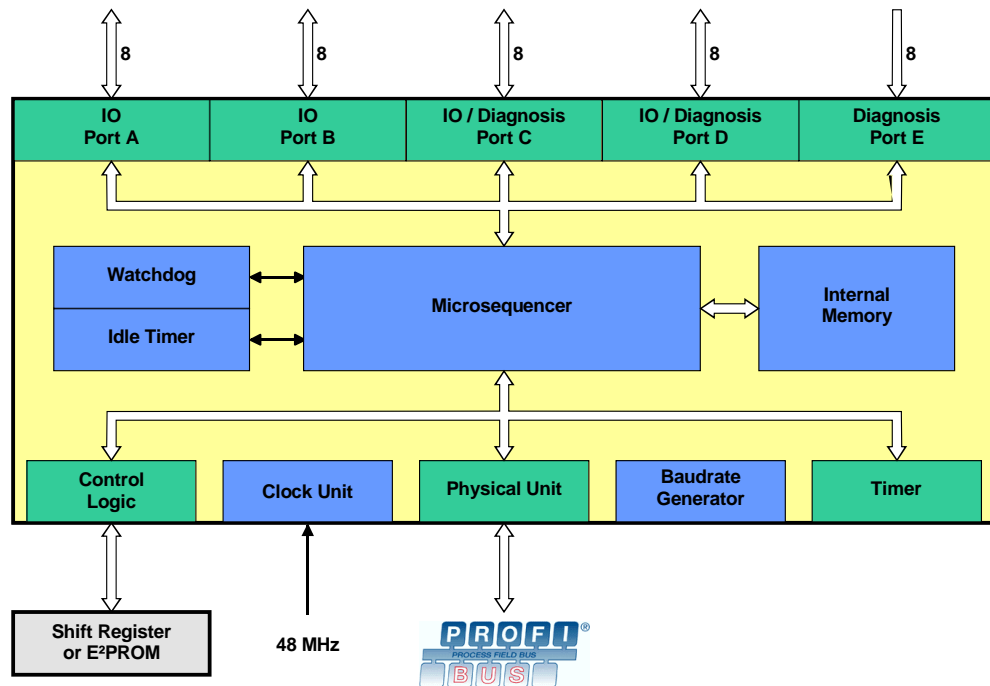 8 8 8 8 8
IO
Port A
IO
Port B
IO / Diagnosis
Port C
IO / Diagnosis
Port D
Diagnosis
Port E
Watchdog
Idle Timer
Microsequencer
Internal
Memory
Control
Logic
Clock Unit
Physical Unit
Baudrate
Generator
Timer
Shift Register
or E²PROM
48 MHz
PROFI®
PROCESS FIELD BUS
BUS